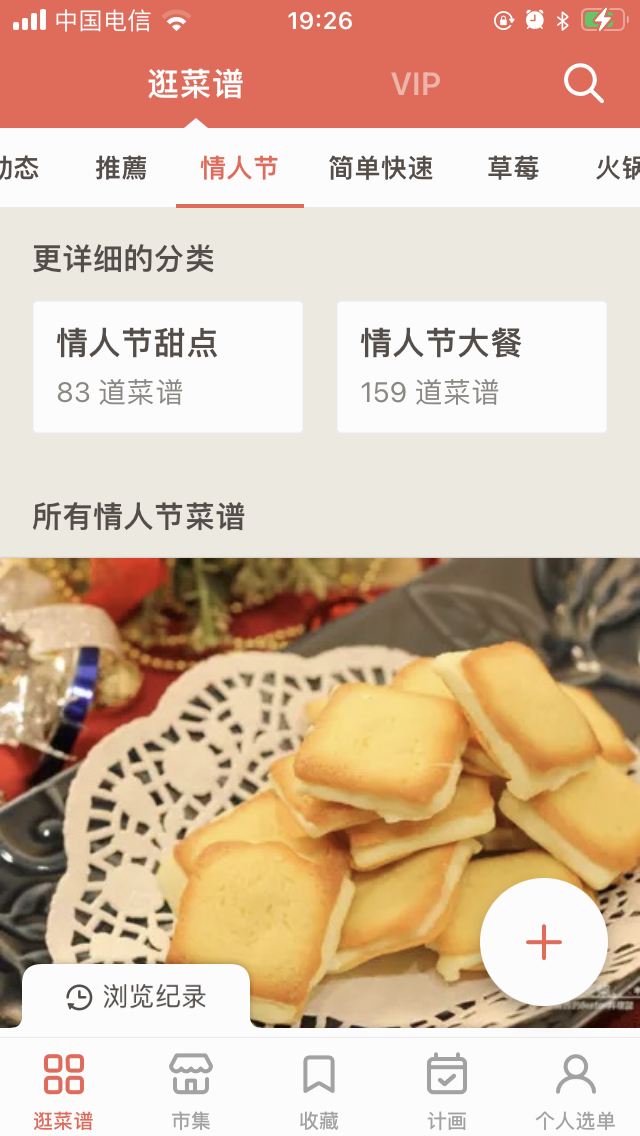 中国电信
19:26
逛菜谱
VIP
动态
推薦
情人节
简单快速
草莓
火锅
更详细的分类
情人节甜点
83 道菜谱
情人节大餐
159 道菜谱
所有情人节菜谱
浏览纪录
逛菜谱
市集
收藏
计画
个人选单